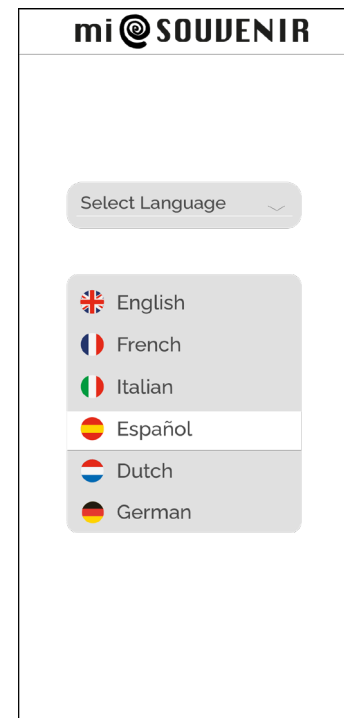 mi@SOUVENIR
Select Language
English
French
Italian
Español
Dutch
German